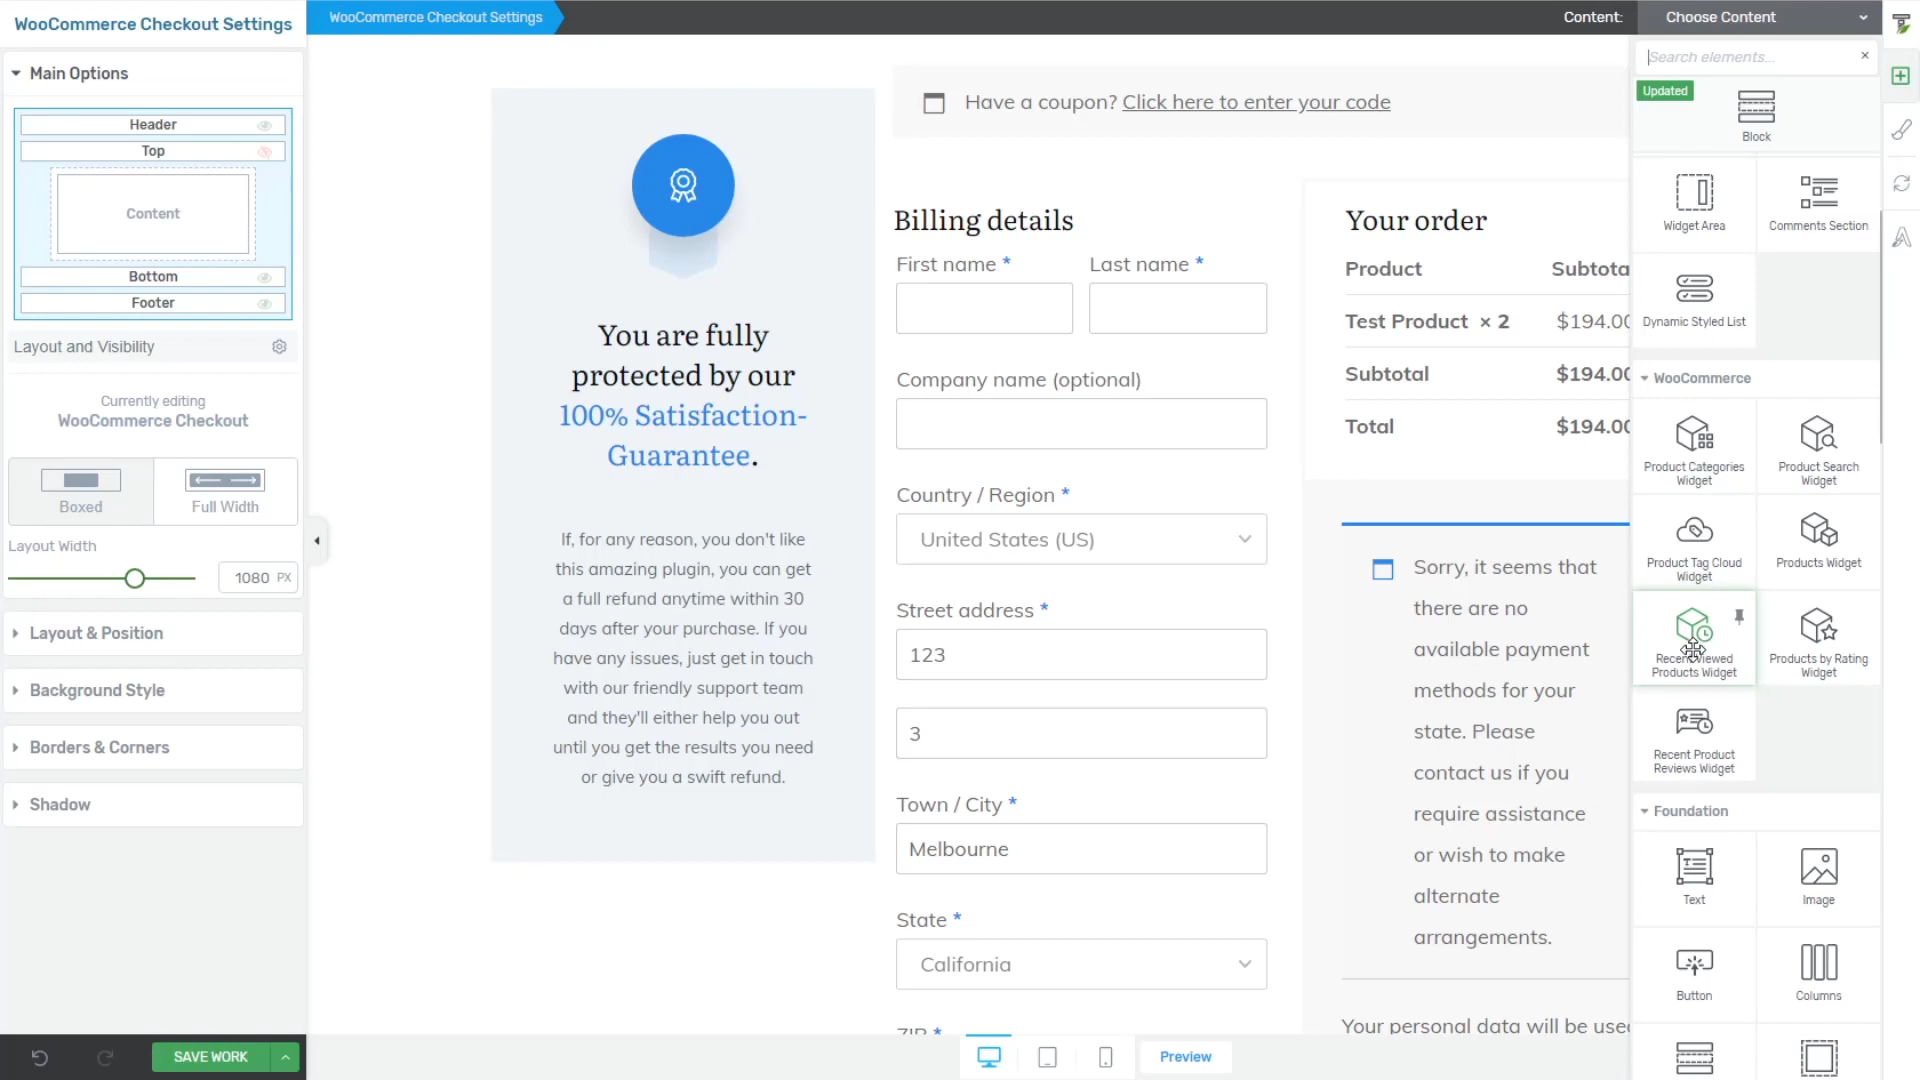 WooCommerce Checkout Settings
WooCommerce Checkout Settings
Content:
Choose Content
Main Options
Header
Top
Content
Bottom
Footer
Layout and Visibility
Currently editing
WooCommerce Checkout
Boxed
Full Width
Layout Width
1080 PX
Layout & Position
Background Style
Borders & Corners
Shadow
SAVE WORK
You are fully
protected by our
100% Satisfaction-
Guarantee.
If, for any reason, you don't like
this amazing plugin, you can get
a full refund anytime within 30
days after your purchase. If you
have any issues, just get in touch
with our friendly support team
and they'll either help you out
until you get the results you need
or give you a swift refund.
Have a coupon? Click here to enter your code
Billing details
First name *
Last name *
Company name (optional)
Country / Region *
United States (US)
Street address *
123
3
Town / City *
Melbourne
State *
California
ZIP *
Your order
Product
Subtota
Test Product × 2
$194.00
Subtotal
$194.00
Total
$194.00
Sorry, it seems that
there are no
available payment
methods for your
state. Please
contact us if you
require assistance
or wish to make
alternate
arrangements.
Your personal data will be used
Preview
Search elements...
Updated
Block
Widget Area
Comments Section
Dynamic Styled List
WooCommerce
Product Categories
Widget
Product Search
Widget
Product Tag Cloud
Widget
Products Widget
Recent Viewed
Products Widget
Products by Rating
Widget
Recent Product
Reviews Widget
Foundation
Text
Image
Button
Columns